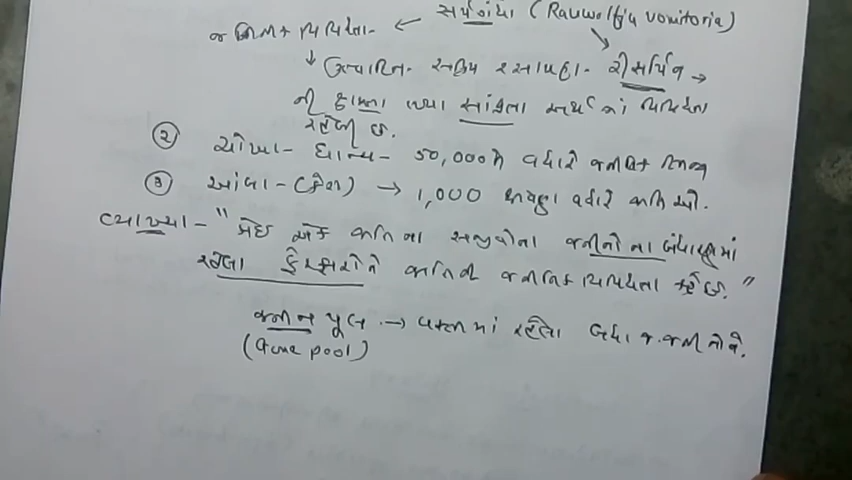 સર્પગંધા (Rauwolfia vomitoria)
જનિનિક વિવિધતા-
↓ ઉત્પાદિત- સક્રિય રસાયણ- રીસર્પિન →
ની ક્ષમતા તથા સાંદ્રતા સંદર્ભમાં વિવિધતા
રહેલી છે.
② ચોખા- ધાન્ય- 50,000 થી વધારે જનીનિક ભિન્ન
③ આંબા-(કેરી) → 1,000 કરતા વધારે જાતિઓ.
વ્યાખ્યા- "કોઈ એક જાતિના સજીવોના જનીનોના બંધારણમાં
રહેલા ફેરફારોને જાતિની જનીનિક વિવિધતા કહે છે."
જનીન પૂલ → વસ્તીમાં રહેલા બધા જ જનીનોને.
(Gene pool)